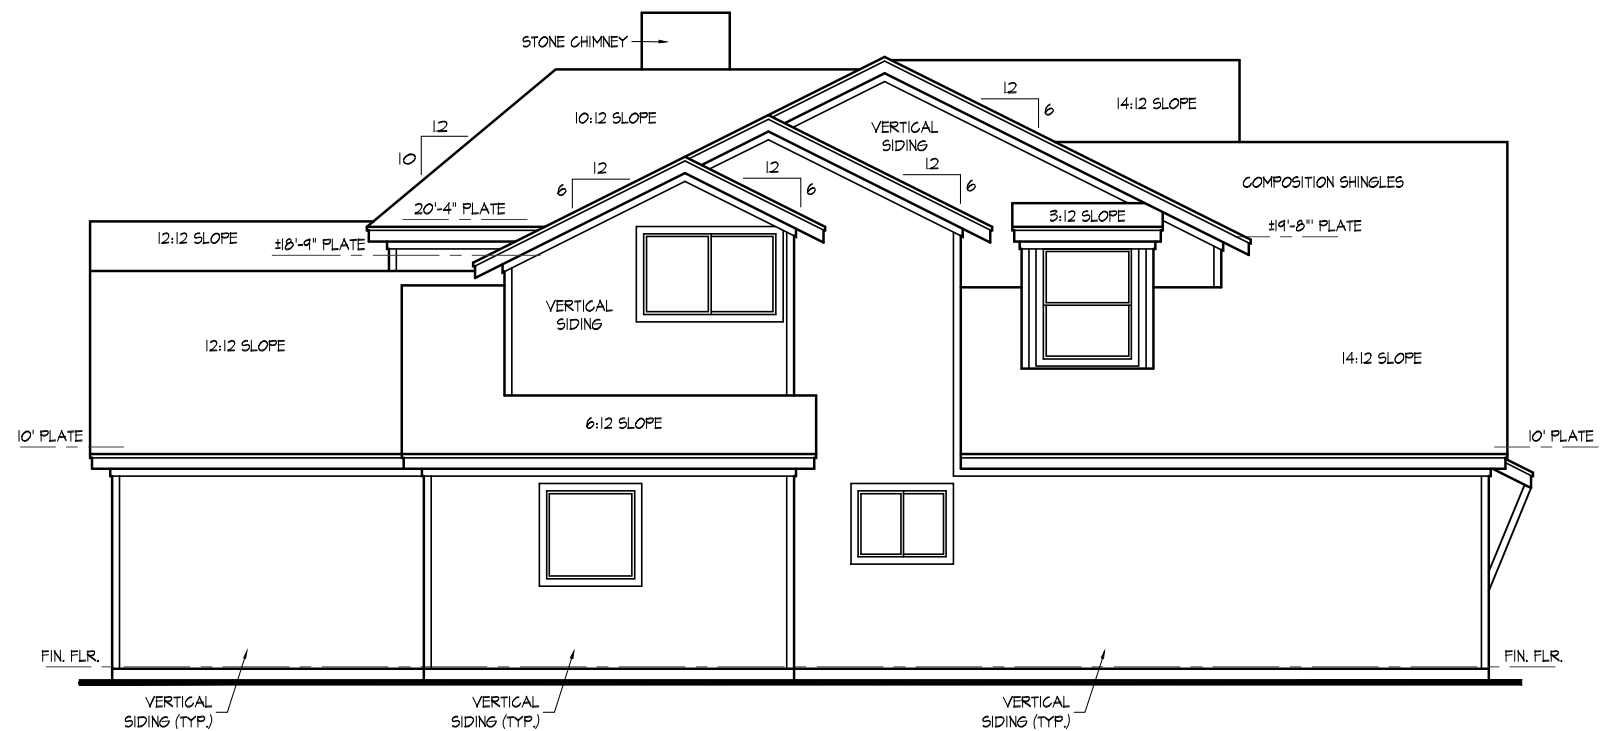 STONE CHIMNEY
12
10
10:12 SLOPE
12
6
14:12 SLOPE
VERTICAL
SIDING
12
6
12
6
12
6
COMPOSITION SHINGLES
20'-4" PLATE
3:12 SLOPE
±19'-8"' PLATE
12:12 SLOPE
±18'-9" PLATE
VERTICAL
SIDING
12:12 SLOPE
14:12 SLOPE
6:12 SLOPE
10' PLATE
10' PLATE
FIN. FLR.
FIN. FLR.
VERTICAL
SIDING (TYP.)
VERTICAL
SIDING (TYP.)
VERTICAL
SIDING (TYP.)